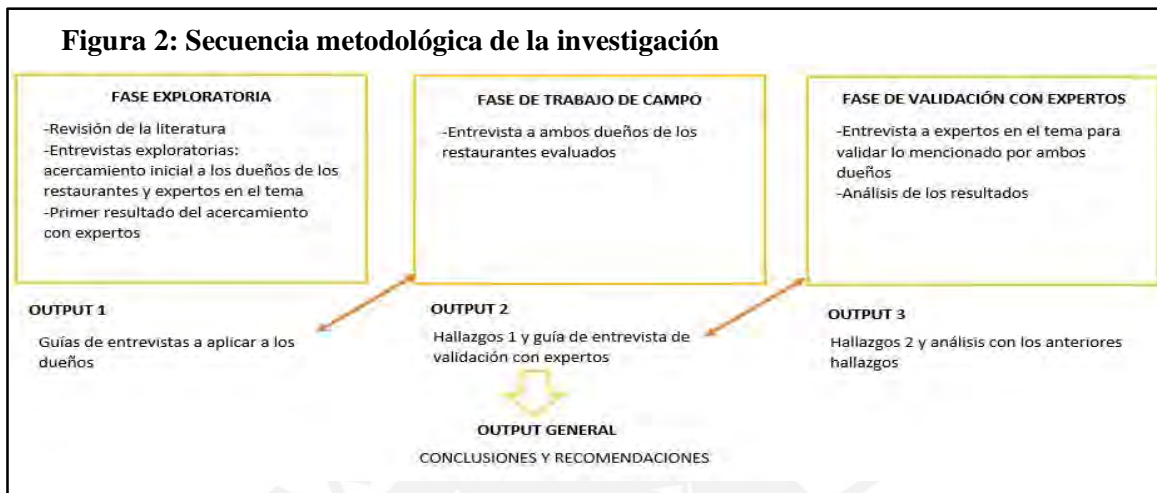 Figura 2: Secuencia metodológica de la investigación
FASE EXPLORATORIA
-Revisión de la literatura
-Entrevistas exploratorias:
acercamiento inicial a los dueños de los
restaurantes y expertos en el tema
-Primer resultado del acercamiento
con expertos
FASE DE TRABAJO DE CAMPO
-Entrevista a ambos dueños de los
restaurantes evaluados
FASE DE VALIDACIÓN CON EXPERTOS
-Entrevista a expertos en el tema para
validar lo mencionado por ambos
dueños
-Análisis de los resultados
OUTPUT 1
Guías de entrevistas a aplicar a los
dueños
OUTPUT 2
Hallazgos 1 y guía de entrevista de
validación con expertos
OUTPUT 3
Hallazgos 2 y análisis con los anteriores
hallazgos
OUTPUT GENERAL
CONCLUSIONES Y RECOMENDACIONES